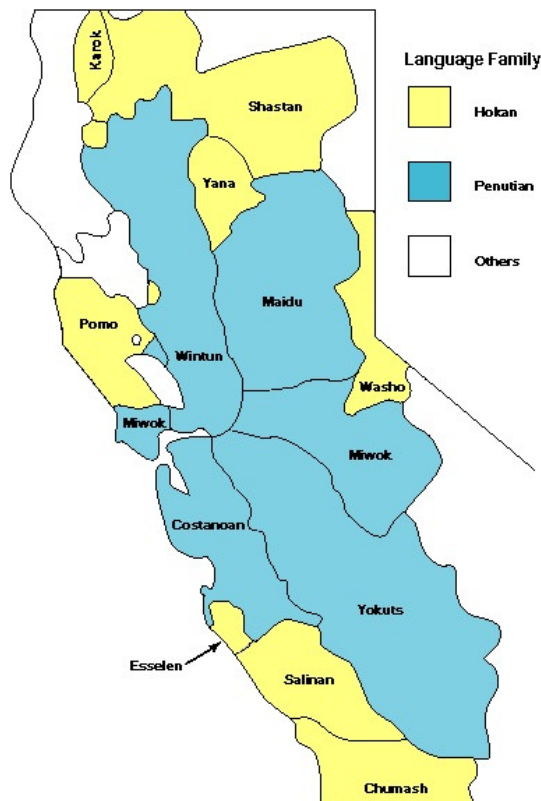 Karok
Language Family
Shastan
Hokan
Yana
Penutian
Others
Maidu
Pomo
Wintun
Washo
Miwok
Miwok
Costanoan
Yokuts
Esselen
Salinan
Chumash